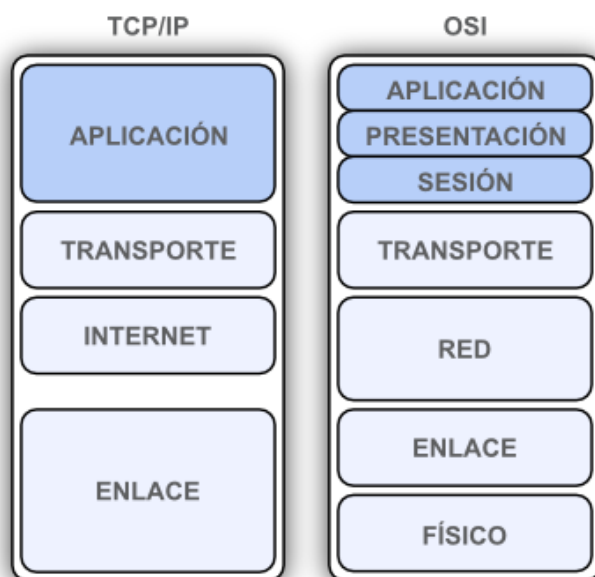 TCP/IP
APLICACIÓN
TRANSPORTE
INTERNET
ENLACE
OSI
APLICACIÓN
PRESENTACIÓN
SESIÓN
TRANSPORTE
RED
ENLACE
FÍSICO